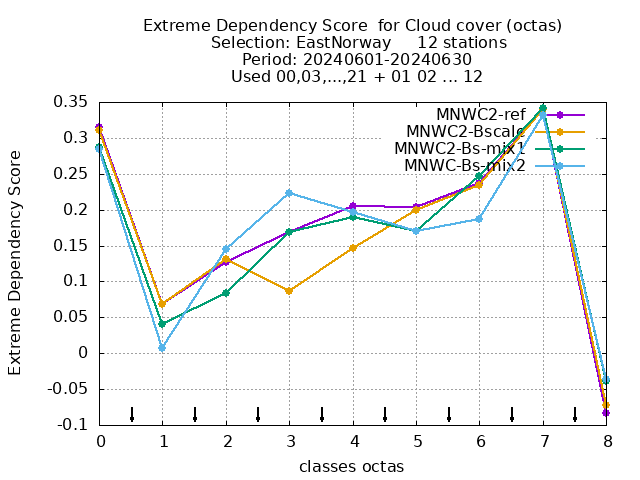 Extreme Dependency Score  for Cloud cover (octas)
Selection: EastNorway     12 stations
Period: 20240601-20240630
Used 00,03,...,21 + 01 02 ... 12
Extreme Dependency Score
0.35
0.3
0.25
0.2
0.15
0.1
0.05
0
-0.05
-0.1
MNWC2-ref
MNWC2-Bscale
MNWC2-Bs-mix1
MNWC-Bs-mix2
0 1 2 3 4 5 6 7 8
classes octas